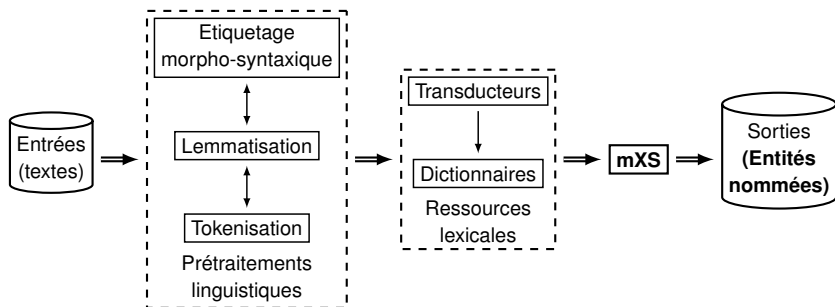 Entrées
(textes)
Etiquetage
morpho-syntaxique
Lemmatisation
Tokenisation
Prétraitements
linguistiques
Transducteurs
Dictionnaires
Ressources
lexicales
mXS
Sorties
(Entités
nommées)